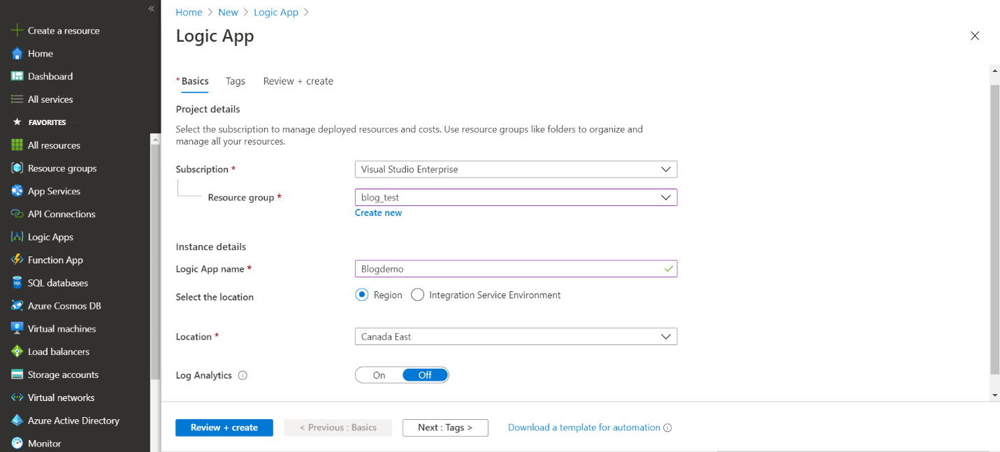 Create a resource
Home
Dashboard
All services
FAVORITES
All resources
Resource groups
App Services
API Connections
Logic Apps
Function App
SQL databases
Azure Cosmos DB
Virtual machines
Load balancers
Storage accounts
Virtual networks
Azure Active Directory
Monitor
Home > New > Logic App >
Logic App
* Basics Tags Review + create
Project details
Select the subscription to manage deployed resources and costs. Use resource groups like folders to organize and
manage all your resources.
Subscription * Visual Studio Enterprise
Resource group * blog_test
Create new
Instance details
Logic App name * Blogdemo
Select the location Region Integration Service Environment
Location * Canada East
Log Analytics On Off
Review + create < Previous : Basics Next : Tags > Download a template for automation